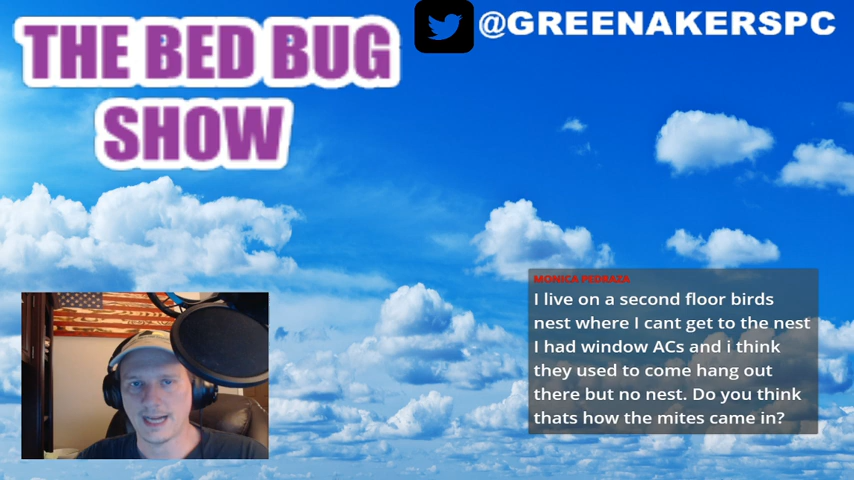 THE BED BUG
SHOW
@GREENAKERSPC
MONICA PEDRAZA
I live on a second floor birds
nest where I cant get to the nest
I had window ACs and i think
they used to come hang out
there but no nest. Do you think
thats how the mites came in?